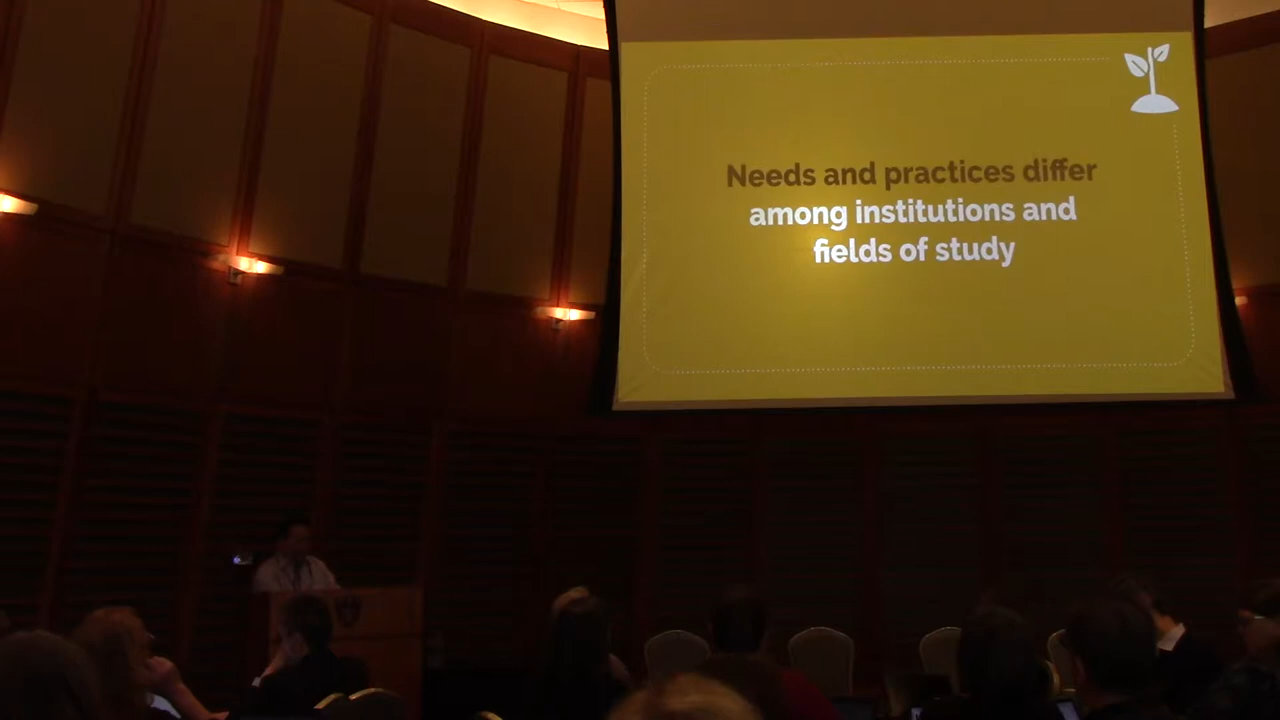 Needs and practices differ
among institutions and
fields of study